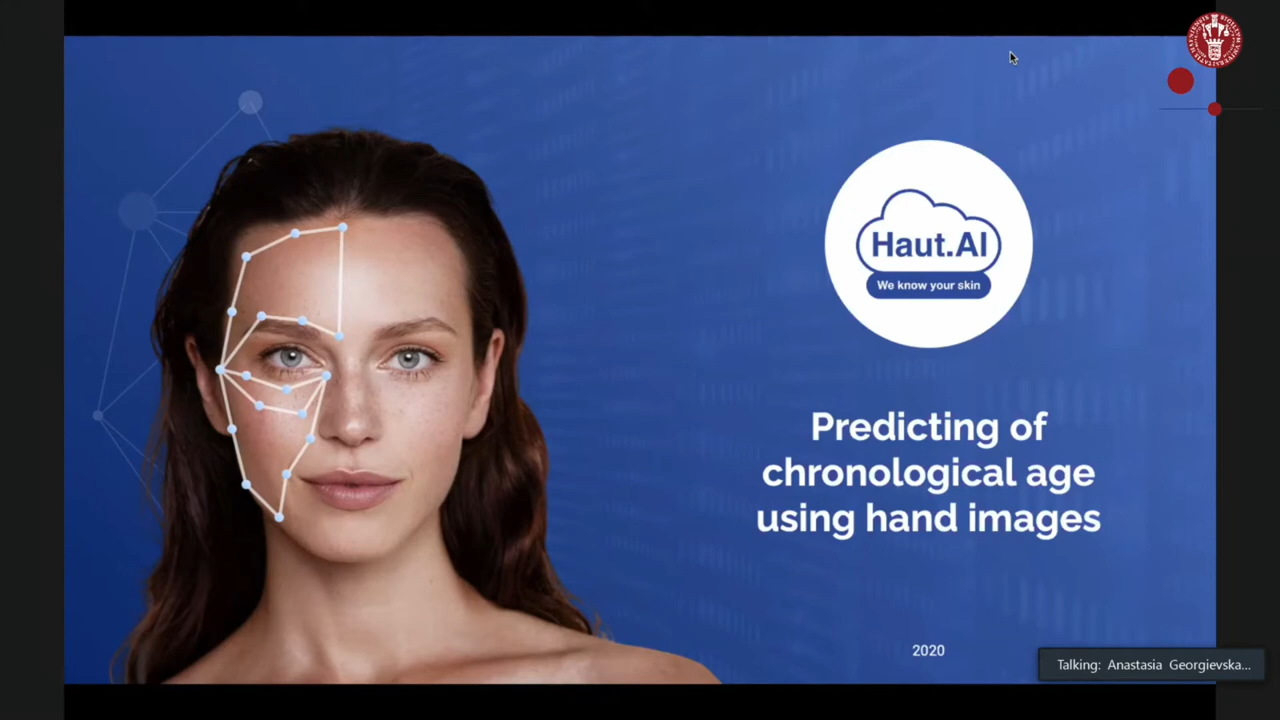 Haut.AI
We know your skin
Predicting of
chronological age
using hand images
2020
Talking: Anastasia Georgievska...